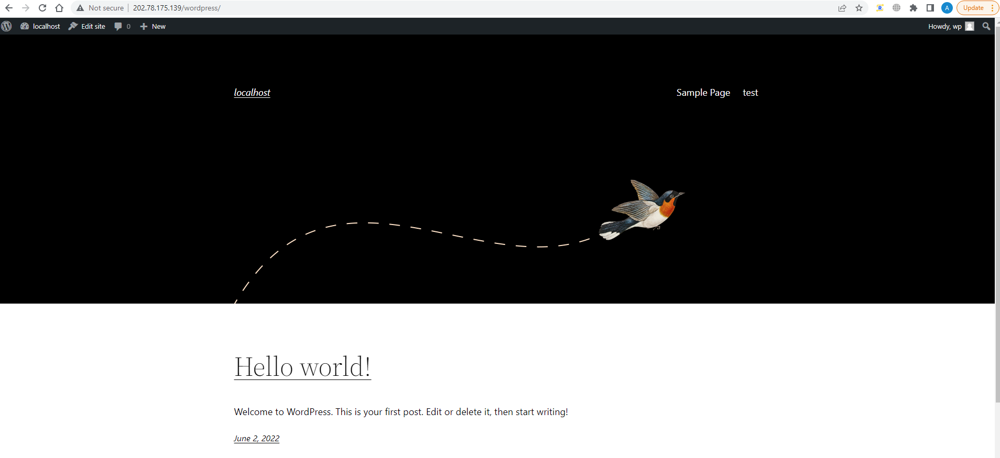 Not secure 202.78.175.139/wordpress/ A Update
localhost Edit site 0 New Howdy, wp
localhost Sample Page test
Hello world!
Welcome to WordPress. This is your first post. Edit or delete it, then start writing!
June 2, 2022